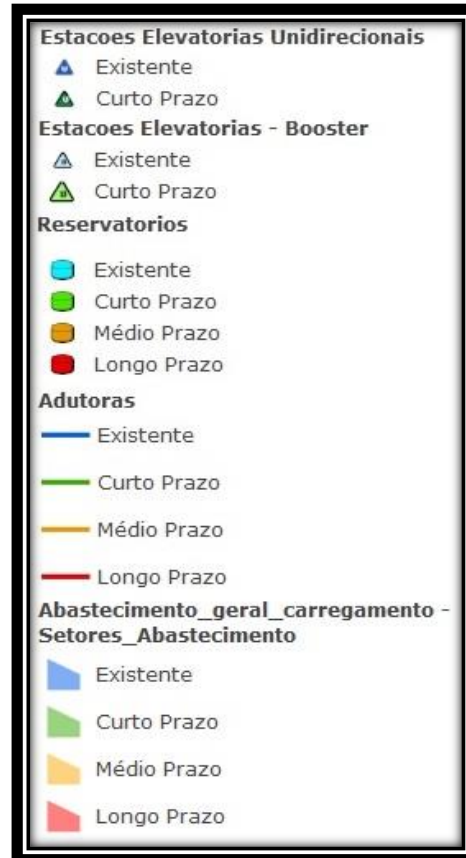 Estacoes Elevatorias Unidirecionais
Existente
Curto Prazo
Estacoes Elevatorias - Booster
Existente
Curto Prazo
Reservatorios
Existente
Curto Prazo
Médio Prazo
Longo Prazo
Adutoras
Existente
Curto Prazo
Médio Prazo
Longo Prazo
Abastecimento_geral_carregamento -
Setores_Abastecimento
Existente
Curto Prazo
Médio Prazo
Longo Prazo